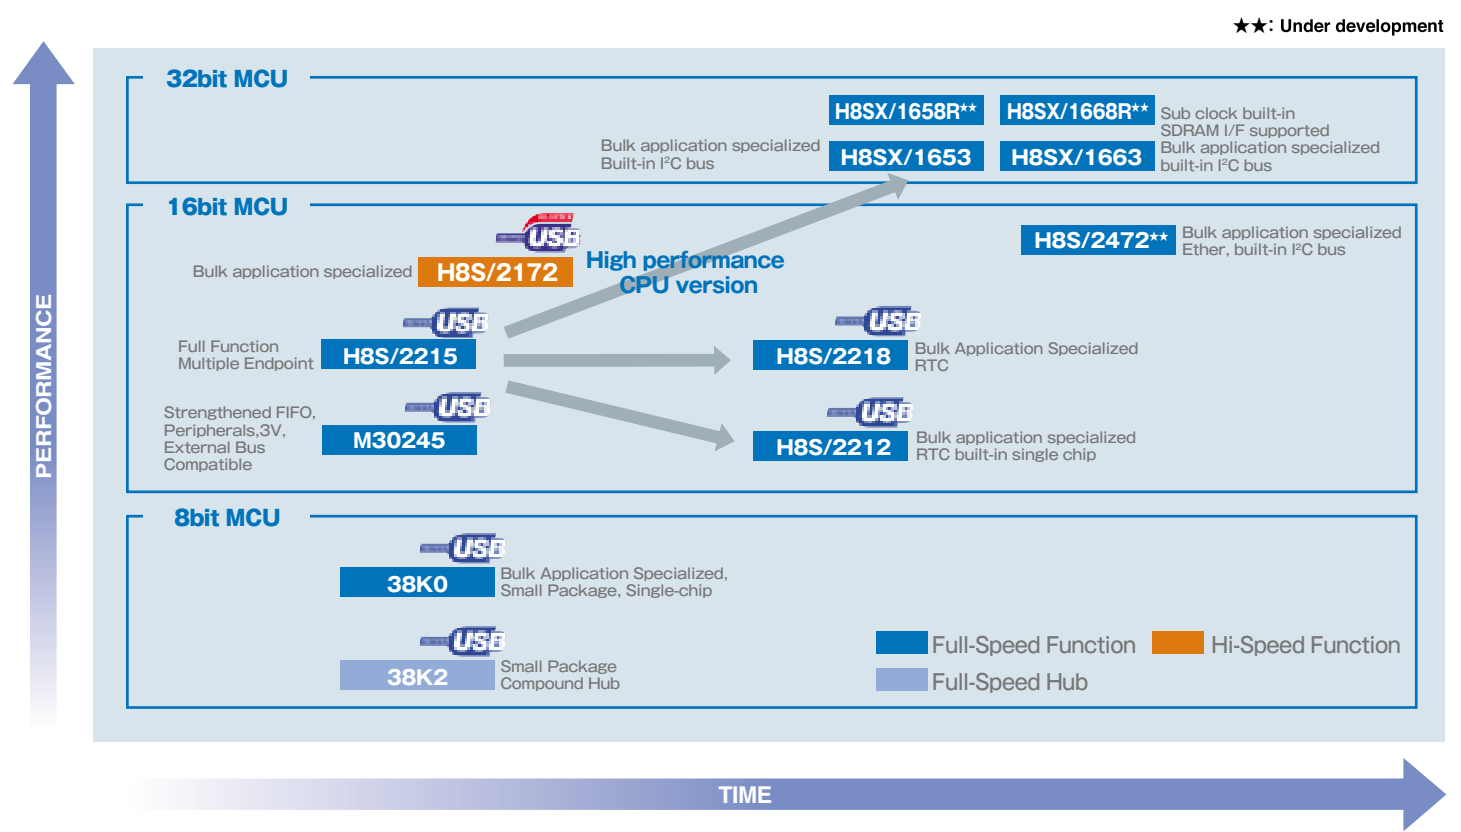 ★★: Under development
32bit MCU
H8SX/1658R★★
H8SX/1668R★★
Sub clock built-in
SDRAM I/F supported
Bulk application specialized
Built-in I²C bus
H8SX/1653
H8SX/1663
Bulk application specialized
built-in I²C bus
16bit MCU
USB
Bulk application specialized
H8S/2172
High performance
CPU version
H8S/2472★★
Bulk application specialized
Ether, built-in I²C bus
USB
Full Function
Multiple Endpoint
H8S/2215
USB
H8S/2218
Bulk Application Specialized
RTC
USB
Strengthened FIFO,
Peripherals,3V,
External Bus
Compatible
M30245
USB
H8S/2212
Bulk application specialized
RTC built-in single chip
8bit MCU
USB
38K0
Bulk Application Specialized,
Small Package, Single-chip
USB
38K2
Small Package
Compound Hub
Full-Speed Function
Hi-Speed Function
Full-Speed Hub
PERFORMANCE
TIME